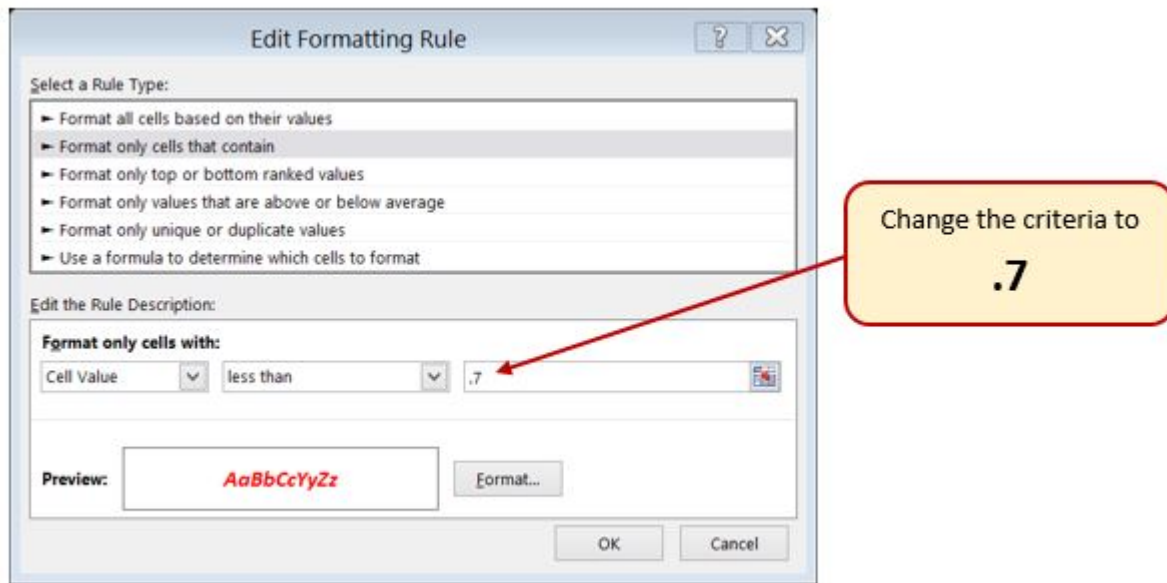 Edit Formatting Rule
Select a Rule Type:
► Format all cells based on their values
► Format only cells that contain
► Format only top or bottom ranked values
► Format only values that are above or below average
► Format only unique or duplicate values
► Use a formula to determine which cells to format
Edit the Rule Description:
Format only cells with:
Cell Value less than .7
Preview: AaBbCcYyZz Format...
OK Cancel
Change the criteria to
.7